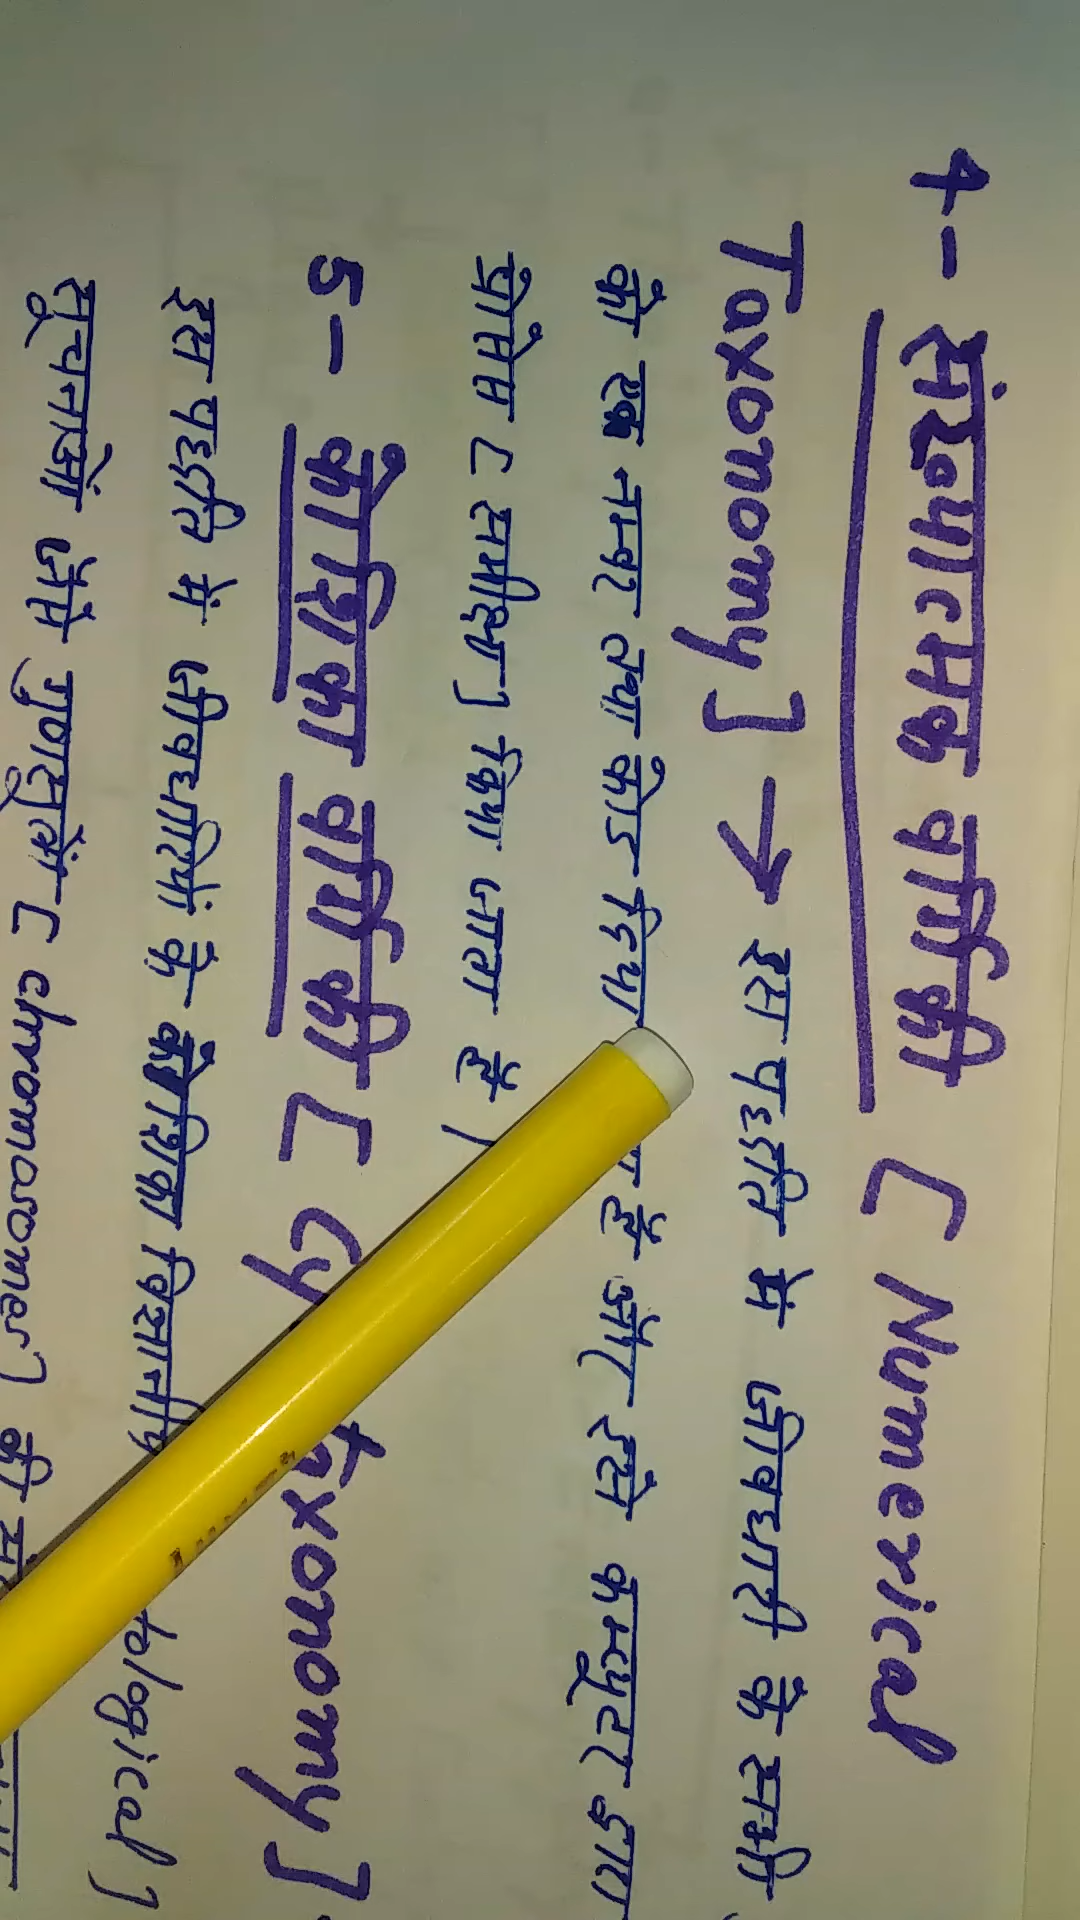 4- संख्यात्मक वर्गिकी [ Numerical
Taxonomy] → इस पद्धति में जीवधारी के सभी
को एक नम्बर तथा कोड दिया है और इसे कम्प्यूटर द्वारा
प्रोसेस [ समीक्षा ] किया जाता है।
5- कोशिका वर्गिकी [ Cy taxonomy]
इस पद्धति में जीवधारियों के कोशिका विज्ञानीय tological]
सूचनाओं जैसे गुणसूत्रों [ chromosomes] की